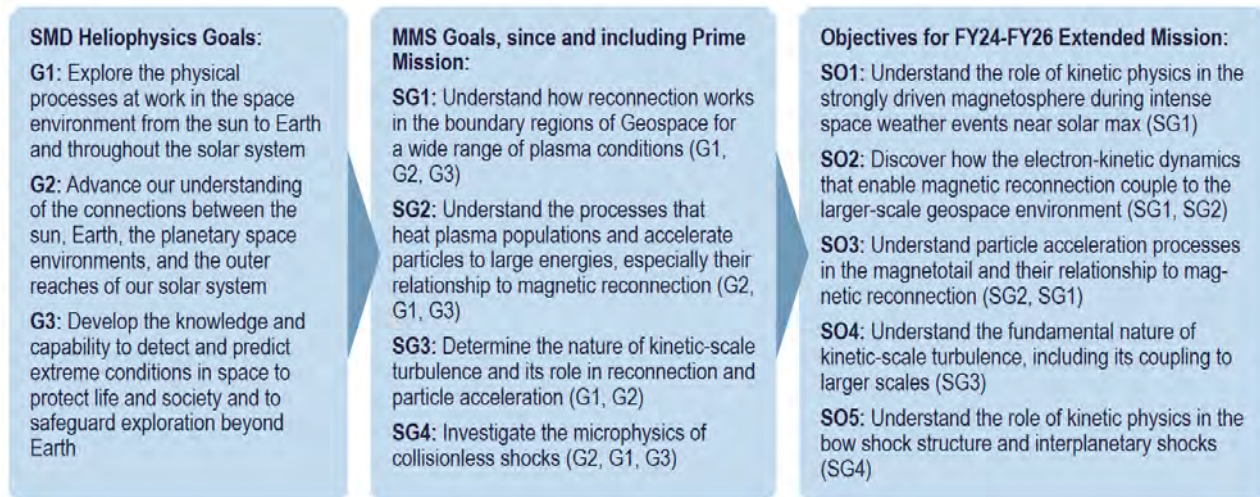 SMD Heliophysics Goals:
G1: Explore the physical
processes at work in the space
environment from the sun to Earth
and throughout the solar system
G2: Advance our understanding
of the connections between the
sun, Earth, the planetary space
environments, and the outer
reaches of our solar system
G3: Develop the knowledge and
capability to detect and predict
extreme conditions in space to
protect life and society and to
safeguard exploration beyond
Earth
MMS Goals, since and including Prime
Mission:
SG1: Understand how reconnection works
in the boundary regions of Geospace for
a wide range of plasma conditions (G1,
G2, G3)
SG2: Understand the processes that
heat plasma populations and accelerate
particles to large energies, especially their
relationship to magnetic reconnection (G2,
G1, G3)
SG3: Determine the nature of kinetic-scale
turbulence and its role in reconnection and
particle acceleration (G1, G2)
SG4: Investigate the microphysics of
collisionless shocks (G2, G1, G3)
Objectives for FY24-FY26 Extended Mission:
SO1: Understand the role of kinetic physics in the
strongly driven magnetosphere during intense
space weather events near solar max (SG1)
SO2: Discover how the electron-kinetic dynamics
that enable magnetic reconnection couple to the
larger-scale geospace environment (SG1, SG2)
SO3: Understand particle acceleration processes
in the magnetotail and their relationship to mag-
netic reconnection (SG2, SG1)
SO4: Understand the fundamental nature of
kinetic-scale turbulence, including its coupling to
larger scales (SG3)
SO5: Understand the role of kinetic physics in the
bow shock structure and interplanetary shocks
(SG4)